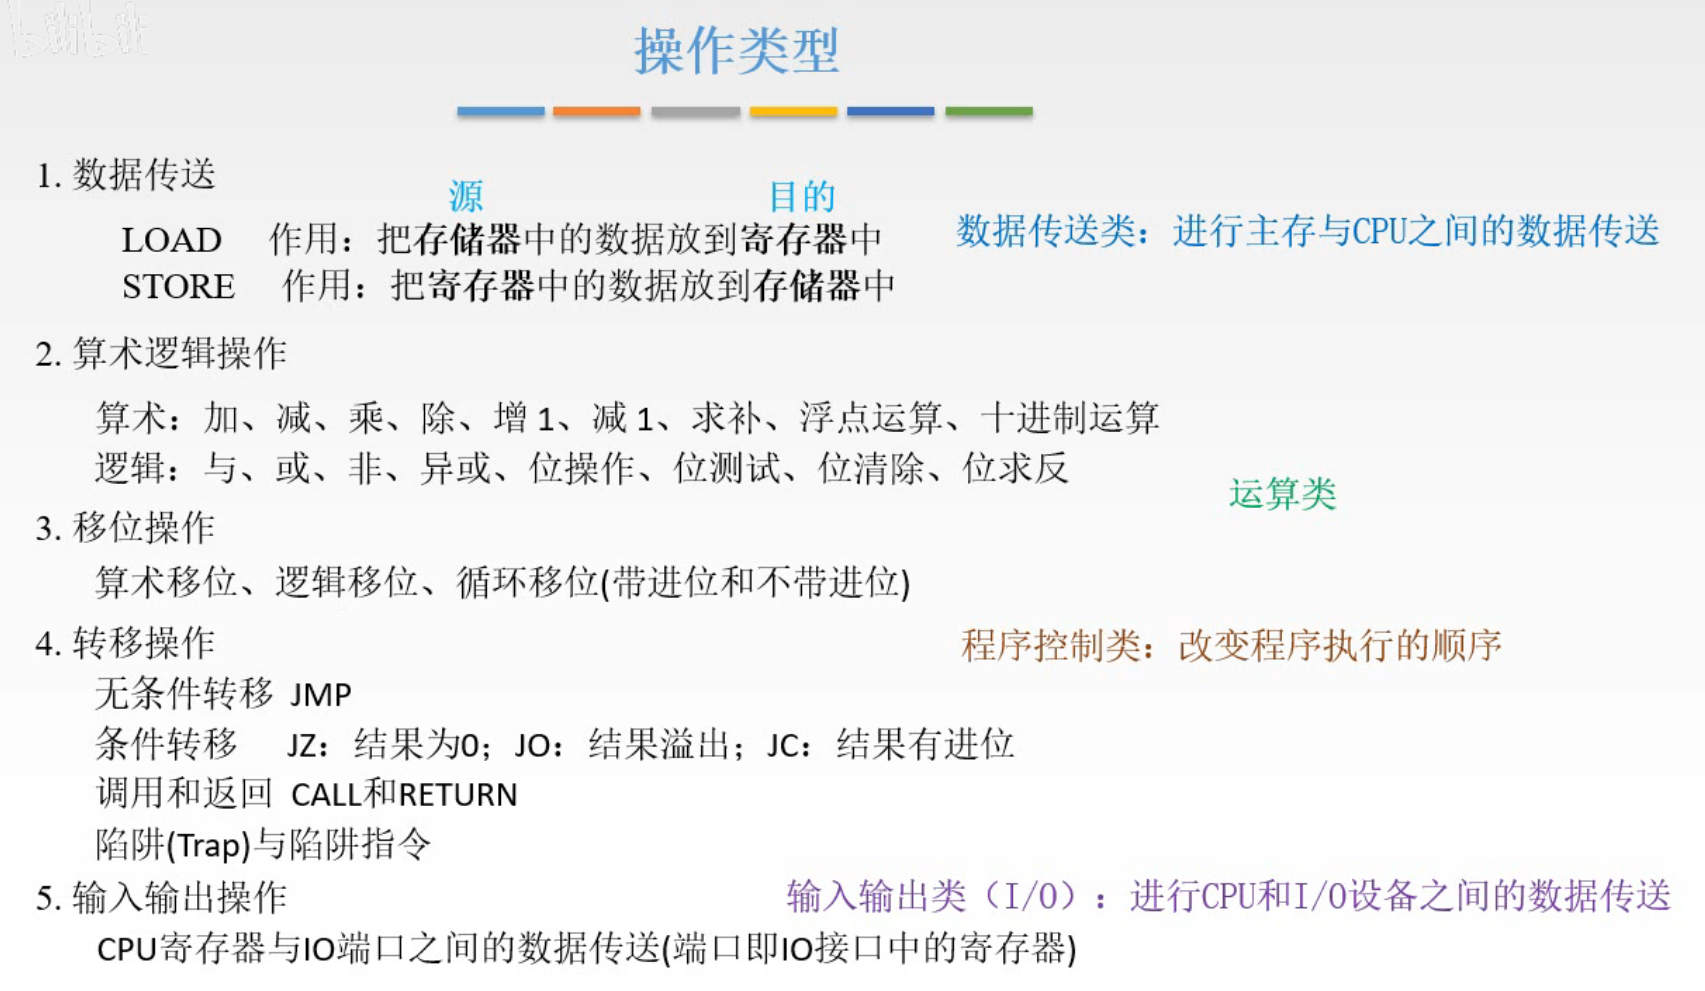 bilibili
操作类型
1. 数据传送
源 目的
LOAD 作用：把存储器中的数据放到寄存器中
数据传送类：进行主存与CPU之间的数据传送
STORE 作用：把寄存器中的数据放到存储器中
2. 算术逻辑操作
算术：加、减、乘、除、增 1、减 1、求补、浮点运算、十进制运算
逻辑：与、或、非、异或、位操作、位测试、位清除、位求反
运算类
3. 移位操作
算术移位、逻辑移位、循环移位(带进位和不带进位)
4. 转移操作
程序控制类：改变程序执行的顺序
无条件转移 JMP
条件转移 JZ：结果为0；JO：结果溢出；JC：结果有进位
调用和返回 CALL和RETURN
陷阱(Trap)与陷阱指令
5. 输入输出操作
输入输出类（I/O）：进行CPU和I/O设备之间的数据传送
CPU寄存器与IO端口之间的数据传送(端口即IO接口中的寄存器)